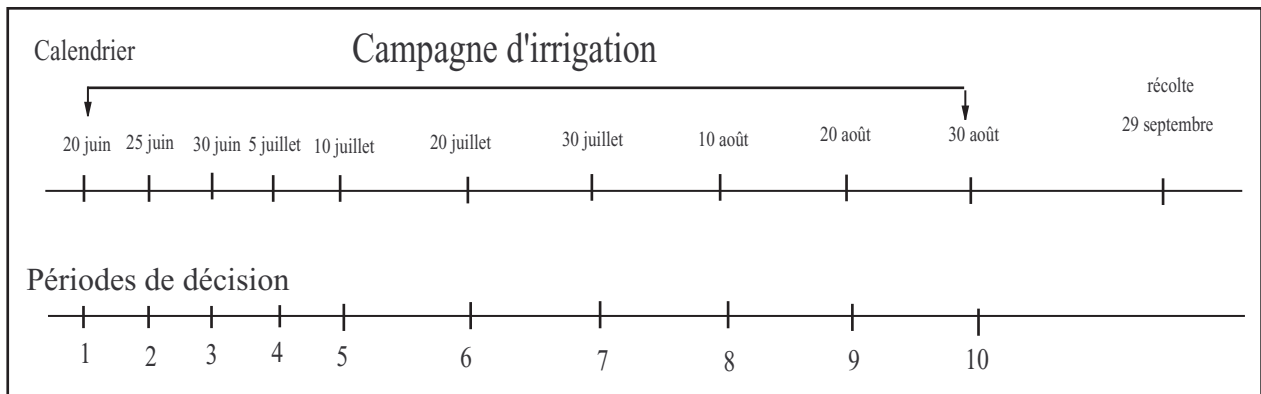 Calendrier
Campagne d'irrigation
récolte
20 juin 25 juin 30 juin 5 juillet 10 juillet 20 juillet 30 juillet 10 août 20 août 30 août 29 septembre
Périodes de décision
1 2 3 4 5 6 7 8 9 10